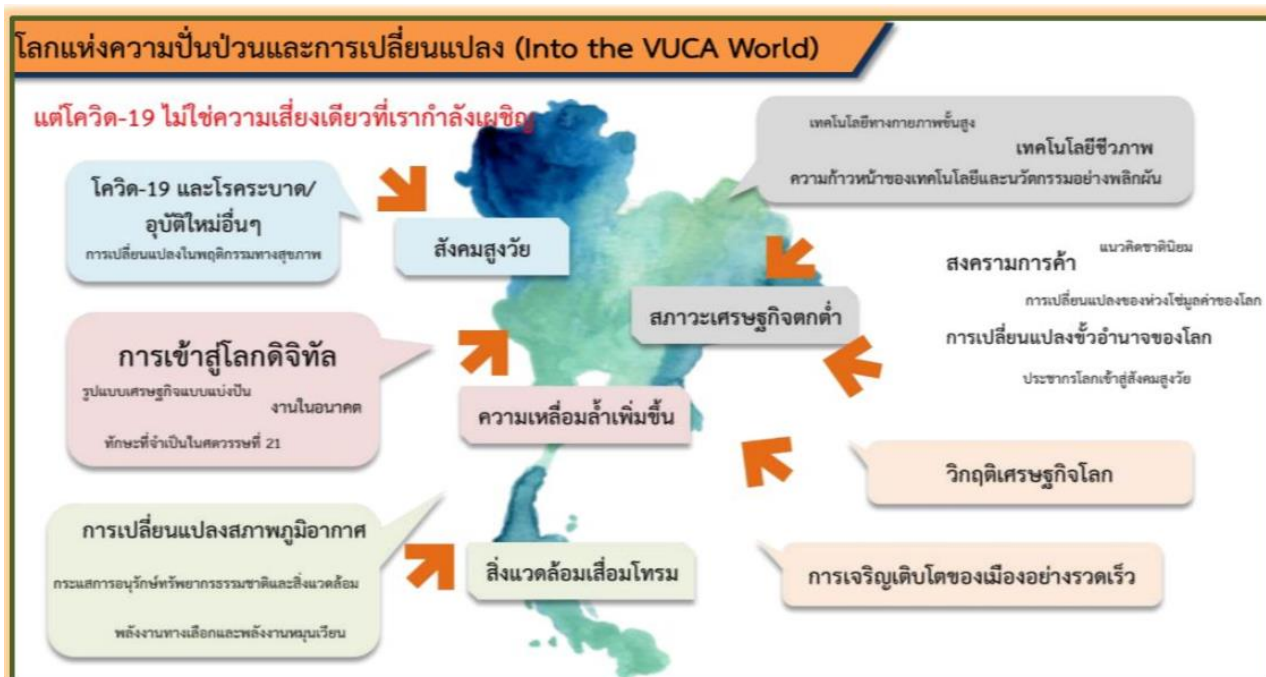 โลกแห่งความปั่นป่วนและการเปลี่ยนแปลง (Into the VUCA World)
แต่โควิด-19 ไม่ใช่ความเสี่ยงเดียวที่เรากำลังเผชิญ
โควิด-19 และโรคระบาด/
อุบัติใหม่อื่นๆ
การเปลี่ยนแปลงในพฤติกรรมทางสุขภาพ
สังคมสูงวัย
เทคโนโลยีทางกายภาพขั้นสูง
เทคโนโลยีชีวภาพ
ความก้าวหน้าของเทคโนโลยีและนวัตกรรมอย่างพลิกผัน
สภาวะเศรษฐกิจตกต่ำ
แนวคิดชาตินิยม
สงครามการค้า
การเปลี่ยนแปลงของห่วงโซ่มูลค่าของโลก
การเปลี่ยนแปลงขั้วอำนาจของโลก
ประชากรโลกเข้าสู่สังคมสูงวัย
การเข้าสู่โลกดิจิทัล
รูปแบบเศรษฐกิจแบบแบ่งปัน
งานในอนาคต
ทักษะที่จำเป็นในศตวรรษที่ 21
ความเหลื่อมล้ำเพิ่มขึ้น
วิกฤติเศรษฐกิจโลก
การเปลี่ยนแปลงสภาพภูมิอากาศ
กระแสการอนุรักษ์ทรัพยากรธรรมชาติและสิ่งแวดล้อม
พลังงานทางเลือกและพลังงานหมุนเวียน
สิ่งแวดล้อมเสื่อมโทรม
การเจริญเติบโตของเมืองอย่างรวดเร็ว